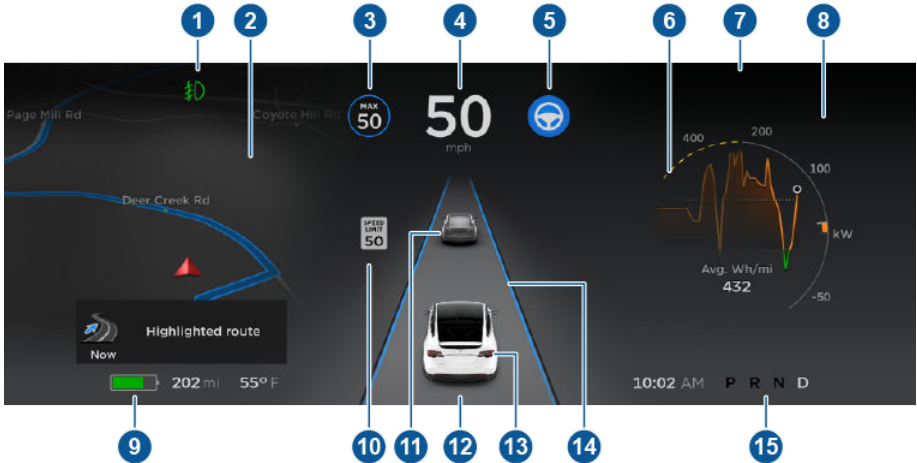 1 2 3 4 5 6 7 8
Page Mill Rd
Coyote Hill Rd
MAX
50
50
mph
400
200
100
kW
-50
Deer Creek Rd
SPEED
LIMIT
50
Avg. Wh/mi
432
Highlighted route
Now
202 mi 55° F
10:02 AM P R N D
9 10 11 12 13 14 15